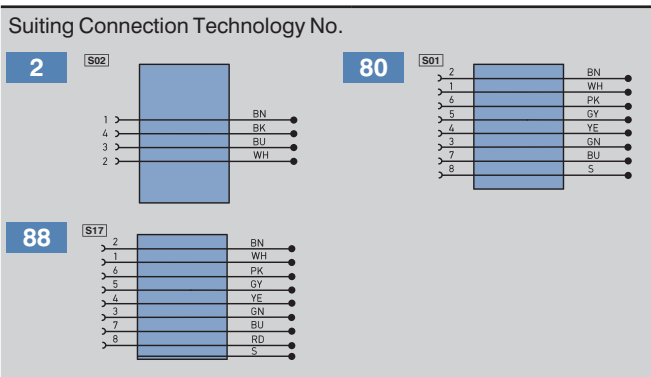 Suiting Connection Technology No.
2
S02
1 BN
4 BK
3 BU
2 WH
80
S01
2 BN
1 WH
6 PK
5 GY
4 YE
3 GN
7 BU
8 S
88
S17
2 BN
1 WH
6 PK
5 GY
4 YE
3 GN
7 BU
8 RD
S